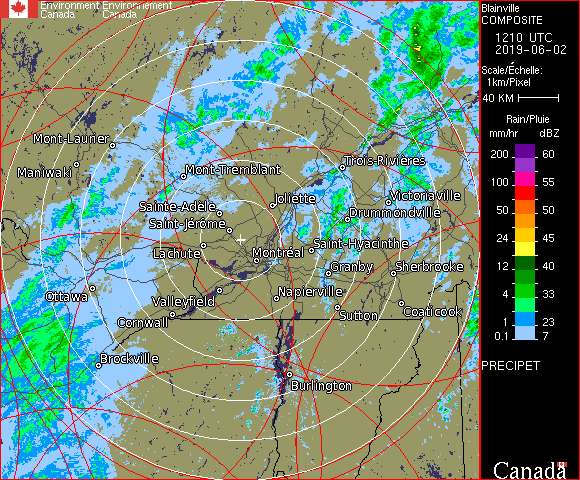 Environment Environnement
Canada Canada
Blainville
COMPOSITE
1210 UTC
2019-06-02
Scale/Échelle:
1km/Pixel
40 KM
Rain/Pluie
mm/hr dBZ
200 60
100 55
50 50
24 45
12 40
4 33
1 23
0.1 7
PRECIPET
Canada
Mont-Laurier
Maniwaki
Mont-Tremblant
Trois-Rivières
Sainte-Adele
Joliette
Victoriaville
Drummondville
Saint-Jérôme
Lachute
Montréal
Saint-Hyacinthe
Granby
Sherbrooke
Ottawa
Valleyfield
Napierville
Cornwall
Sutton
Coaticook
Brockville
Burlington